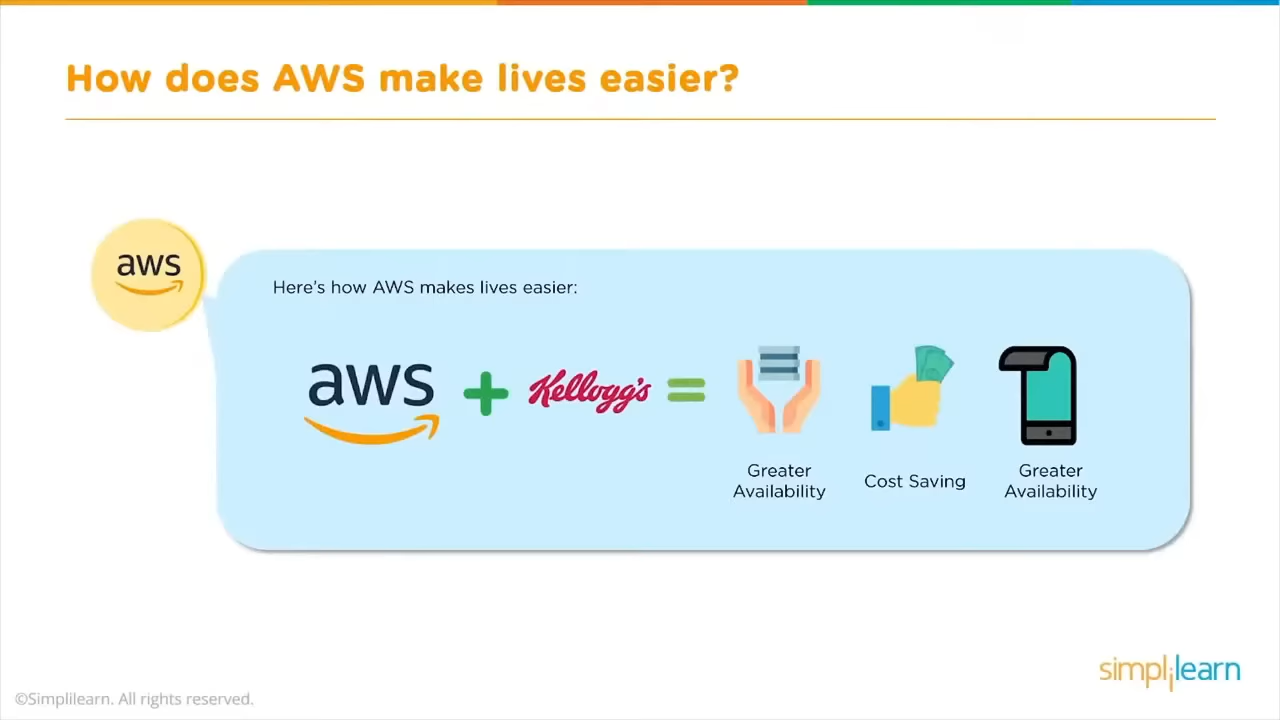 How does AWS make lives easier?
aws
Here's how AWS makes lives easier:
aws
Kellogg's
Greater
Availability
Cost Saving
Greater
Availability
simplilearn
©Simplilearn. All rights reserved.